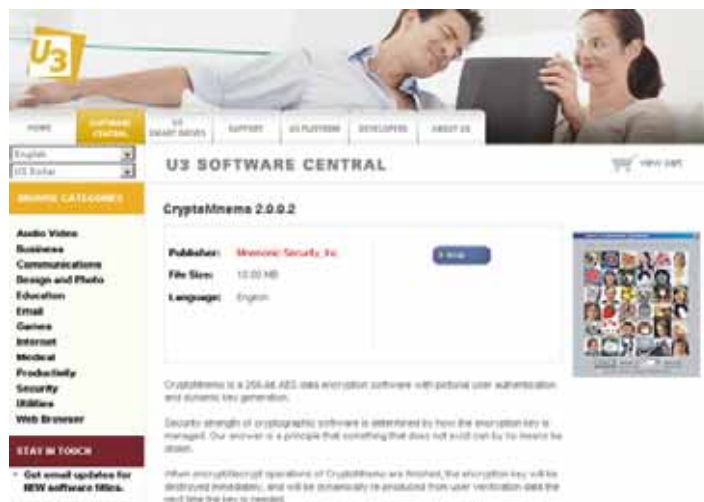 U3
HOME
SOFTWARE CENTRAL
U3 SMART DRIVES
SUPPORT
U3 PLATFORM
DEVELOPERS
ABOUT US
English
US Dollar
U3 SOFTWARE CENTRAL
view cart
BROWSE CATEGORIES
CryptoMnemo 2.0.0.2
Audio Video
Business
Communications
Design and Photo
Education
Email
Games
Internet
Medical
Productivity
Security
Utilities
Web Browser
Publisher: Mnemonic Security, Inc.
File Size: 10.00 MB
Language: English
CryptoMnemo is a 256-bit AES data encryption software with pictorial user authentication
and dynamic key generation.
Security strength of cryptographic software is determined by how the encryption key is
managed. Our answer is a principle that something that does not exist can by no means be
stolen.
When encrypt/decrypt operations of CryptoMnemo are finished, the encryption key will be
destroyed immediately, and will be dynamically re-produced from user verification data the
next time the key is needed.
STAY IN TOUCH
Get email updates for
NEW software titles.